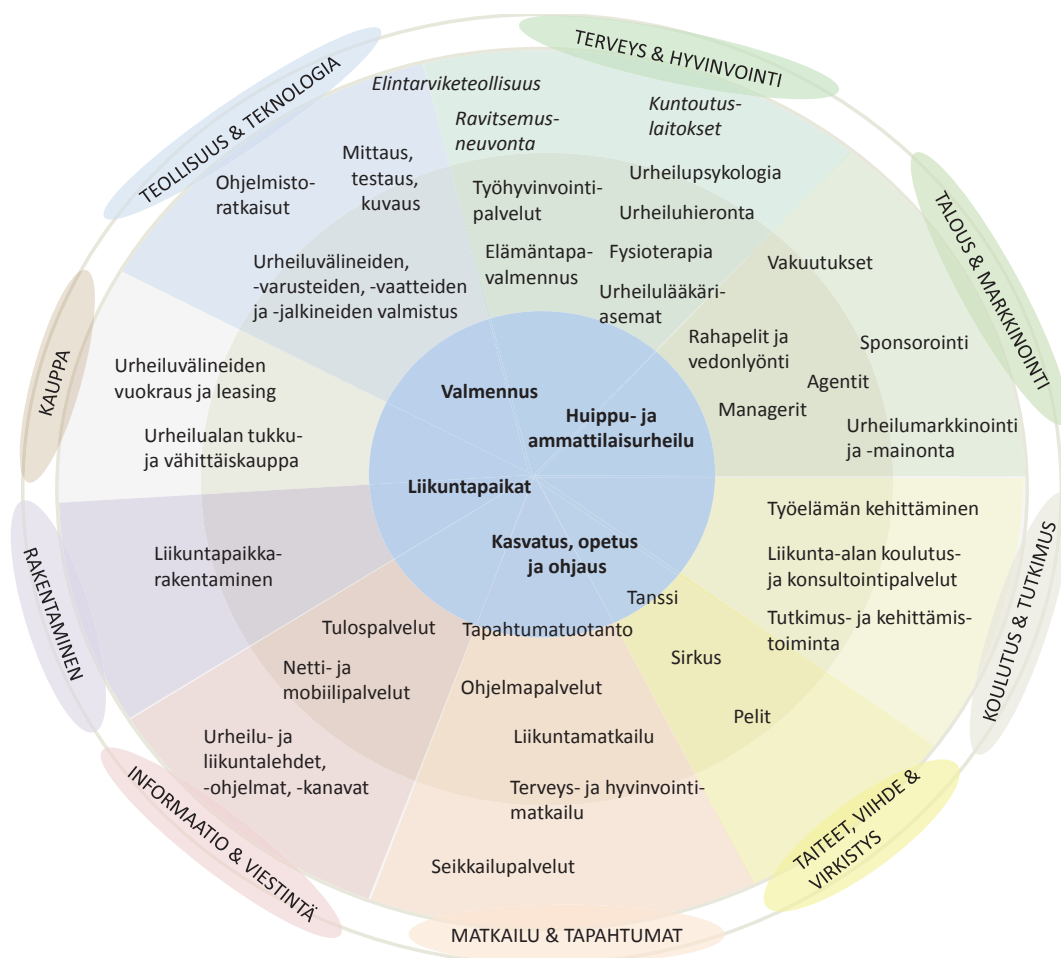 TERVEYS & HYVINVOINTI
Elintarviketeollisuus
Ravitsemus-
neuvonta
Kuntoutus-
laitokset
Työhyvinvointi-
palvelut
Urheilupsykologia
Urheiluhieronta
Elämäntapa-
valmennus
Fysioterapia
Urheilulääkäri-
asemat
TALOUS & MARKKINOINTI
Vakuutukset
Rahapelit ja
vedonlyönti
Sponsorointi
Agentit
Managerit
Urheilumarkkinointi
ja -mainonta
KOULUTUS & TUTKIMUS
Työelämän kehittäminen
Liikunta-alan koulutus-
ja konsultointipalvelut
Tutkimus- ja kehittämis-
toiminta
TAITEET, VIIHDE &
VIRKISTYS
Tanssi
Sirkus
Pelit
MATKAILU & TAPAHTUMAT
Tapahtumatuotanto
Ohjelmapalvelut
Liikuntamatkailu
Terveys- ja hyvinvointi-
matkailu
Seikkailupalvelut
INFORMAATIO & VIESTINTÄ
Tulospalvelut
Netti- ja
mobiilipalvelut
Urheilu- ja
liikuntalehdet,
-ohjelmat, -kanavat
RAKENTAMINEN
Liikuntapaikka-
rakentaminen
KAUPPA
Urheiluvälineiden
vuokraus ja leasing
Urheilualan tukku-
ja vähittäiskauppa
TEOLLISUUS & TEKNOLOGIA
Ohjelmisto-
ratkaisut
Mittaus,
testaus,
kuvaus
Urheiluvälineiden,
-varusteiden, -vaatteiden
ja -jalkineiden valmistus
Valmennus
Huippu- ja
ammattilaisurheilu
Liikuntapaikat
Kasvatus, opetus
ja ohjaus